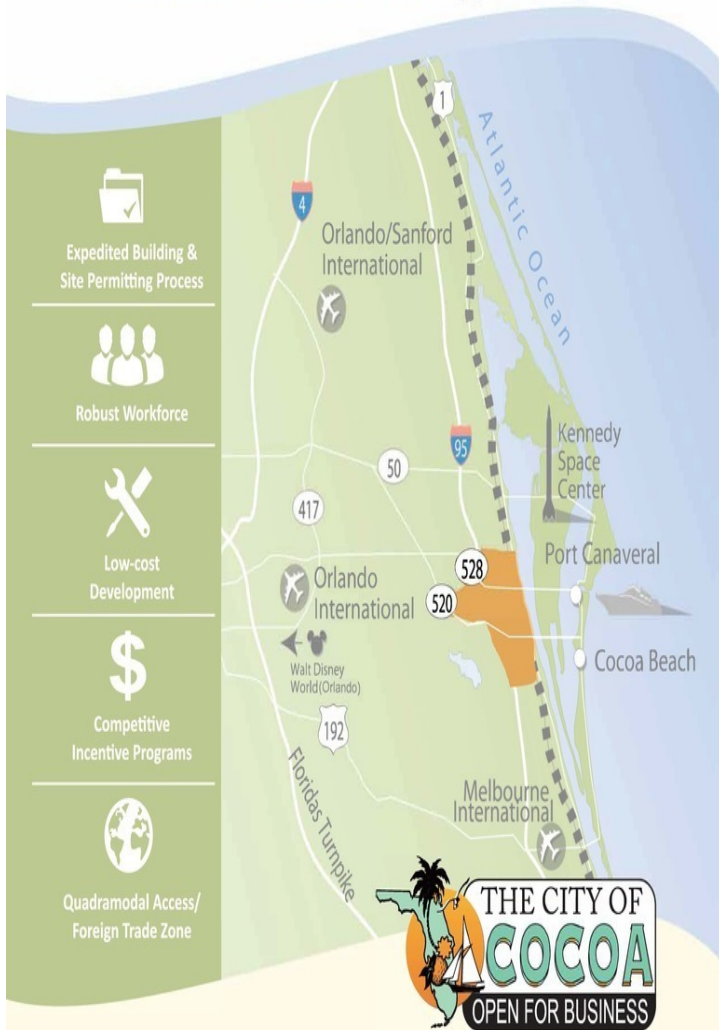 Expedited Building &
Site Permitting Process
Robust Workforce
Low-cost
Development
$
Competitive
Incentive Programs
Quadramodal Access/
Foreign Trade Zone
1
Atlantic Ocean
4
Orlando/Sanford
International
95
50
Kennedy
Space
Center
417
Port Canaveral
528
Orlando
International
520
Walt Disney
World(Orlando)
Cocoa Beach
192
Floridas Turnpike
Melbourne
International
THE CITY OF
COCOA
OPEN FOR BUSINESS